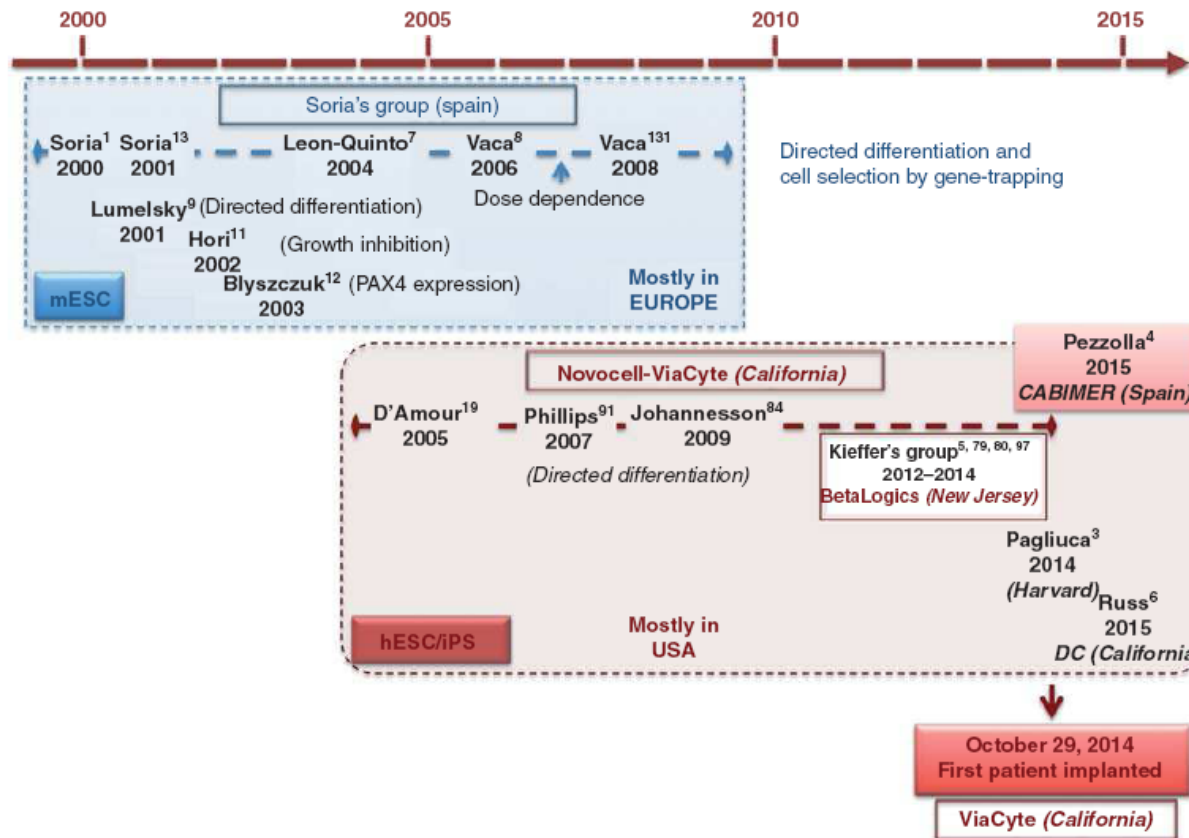 2000 2005 2010 2015
Soria's group (spain)
Soria1 Soria13 Leon-Quinto7 Vaca8 Vaca131
2000 2001 2004 2006 2008
Directed differentiation and
cell selection by gene-trapping
Dose dependence
Lumelsky9 (Directed differentiation)
2001
Hori11 (Growth inhibition)
2002
Blyszczuk12 (PAX4 expression)
2003
mESC
Mostly in
EUROPE
Pezzolla4
2015
CABIMER (Spain)
Novocell-ViaCyte (California)
D'Amour19 Phillips91 Johannesson84
2005 2007 2009
(Directed differentiation)
Kieffer's group5, 79, 80, 97
2012–2014
BetaLogics (New Jersey)
Pagliuca3
2014
(Harvard)
Russ6
2015
DC (California
hESC/iPS
Mostly in
USA
October 29, 2014
First patient implanted
ViaCyte (California)